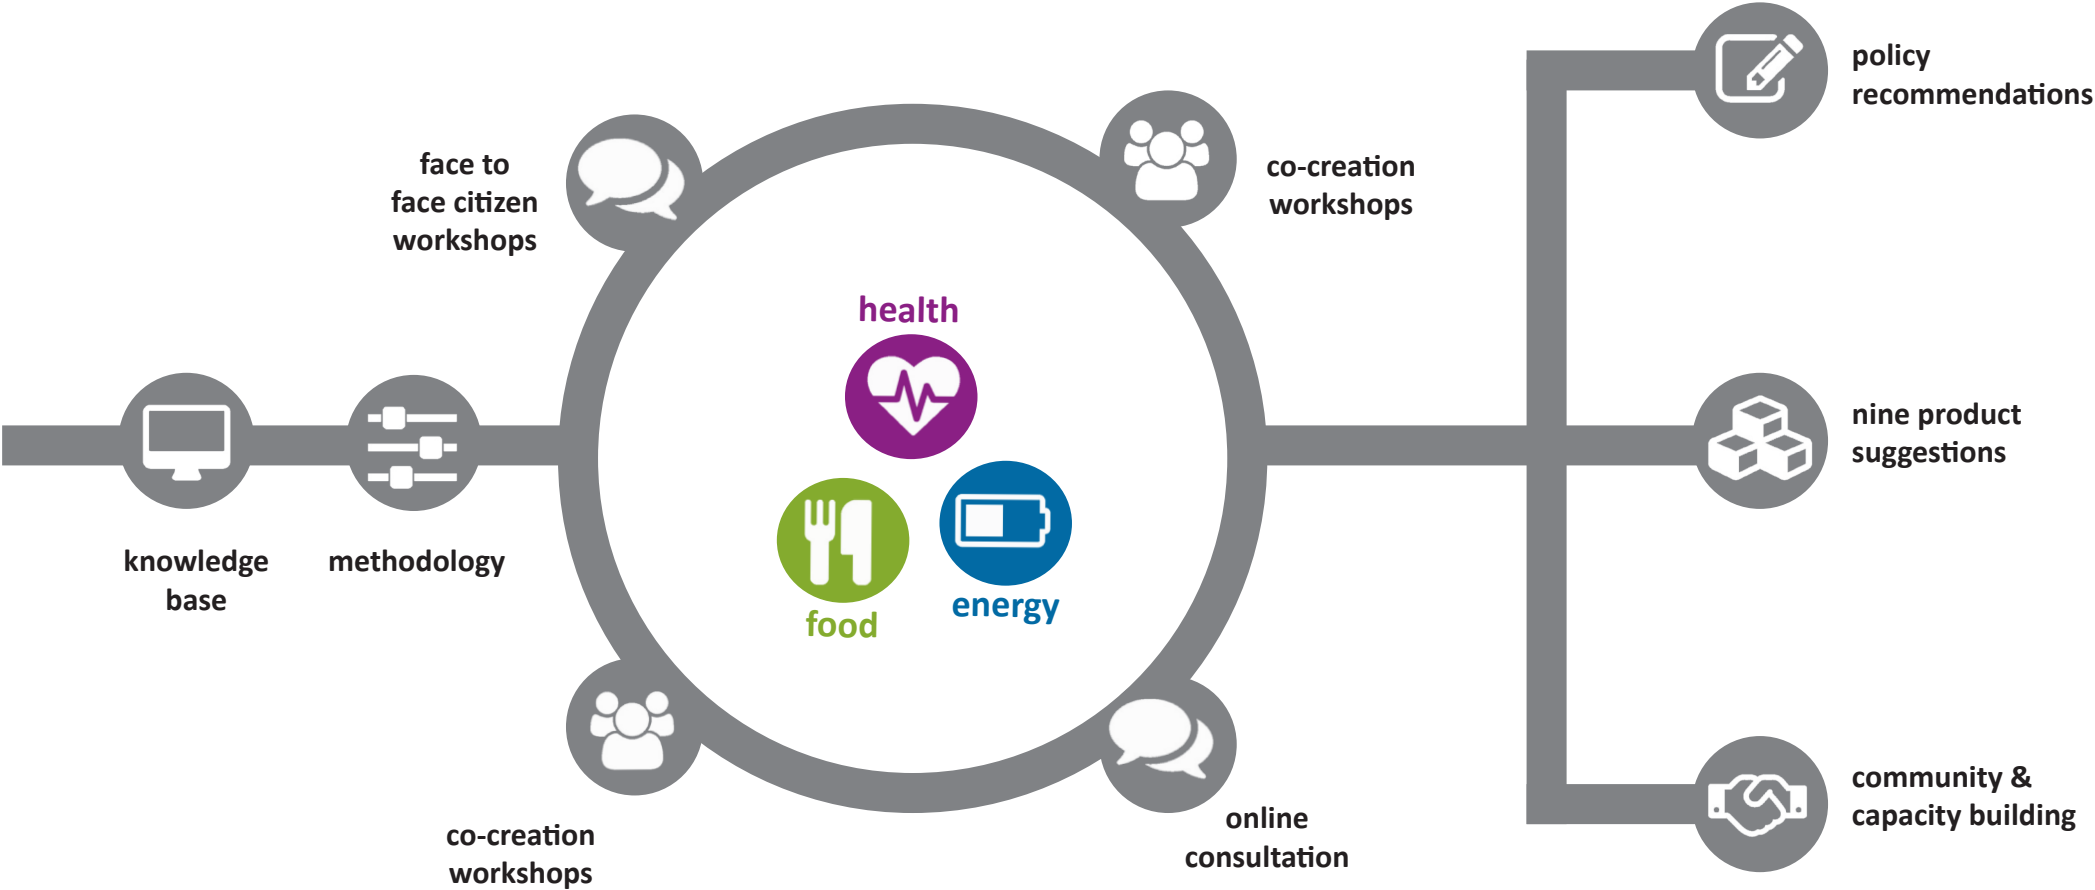 knowledge
base
methodology
face to
face citizen
workshops
co-creation
workshops
health
food
energy
co-creation
workshops
online
consultation
policy
recommendations
nine product
suggestions
community &
capacity building